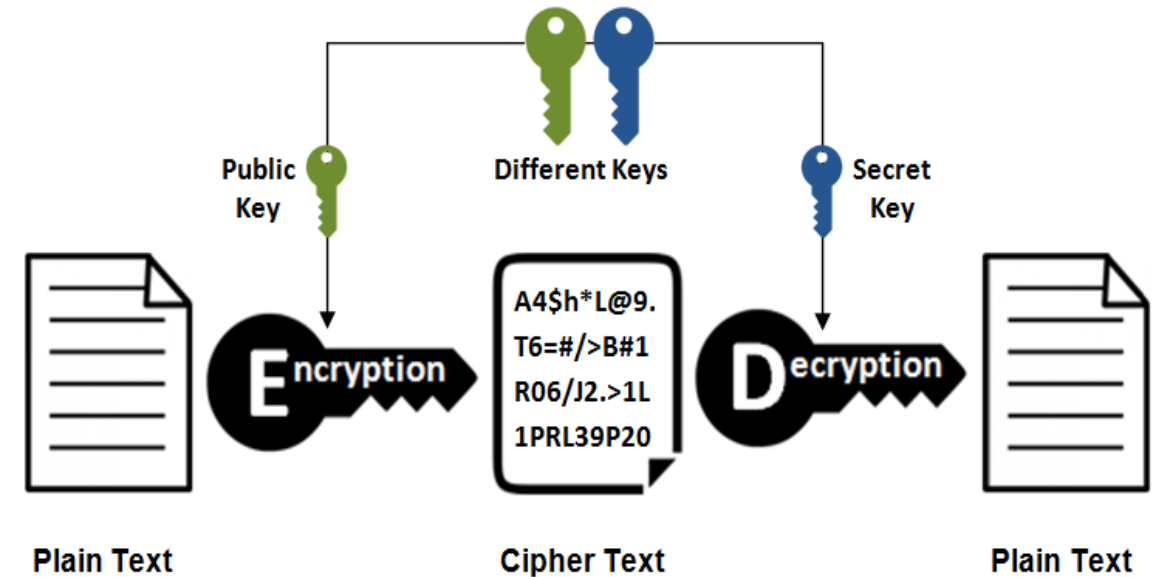 Public
Key
Different Keys
Secret
Key
Encryption
A4$h*L@9.
T6=#/>B#1
R06/J2.>1L
1PRL39P20
Decryption
Plain Text
Cipher Text
Plain Text